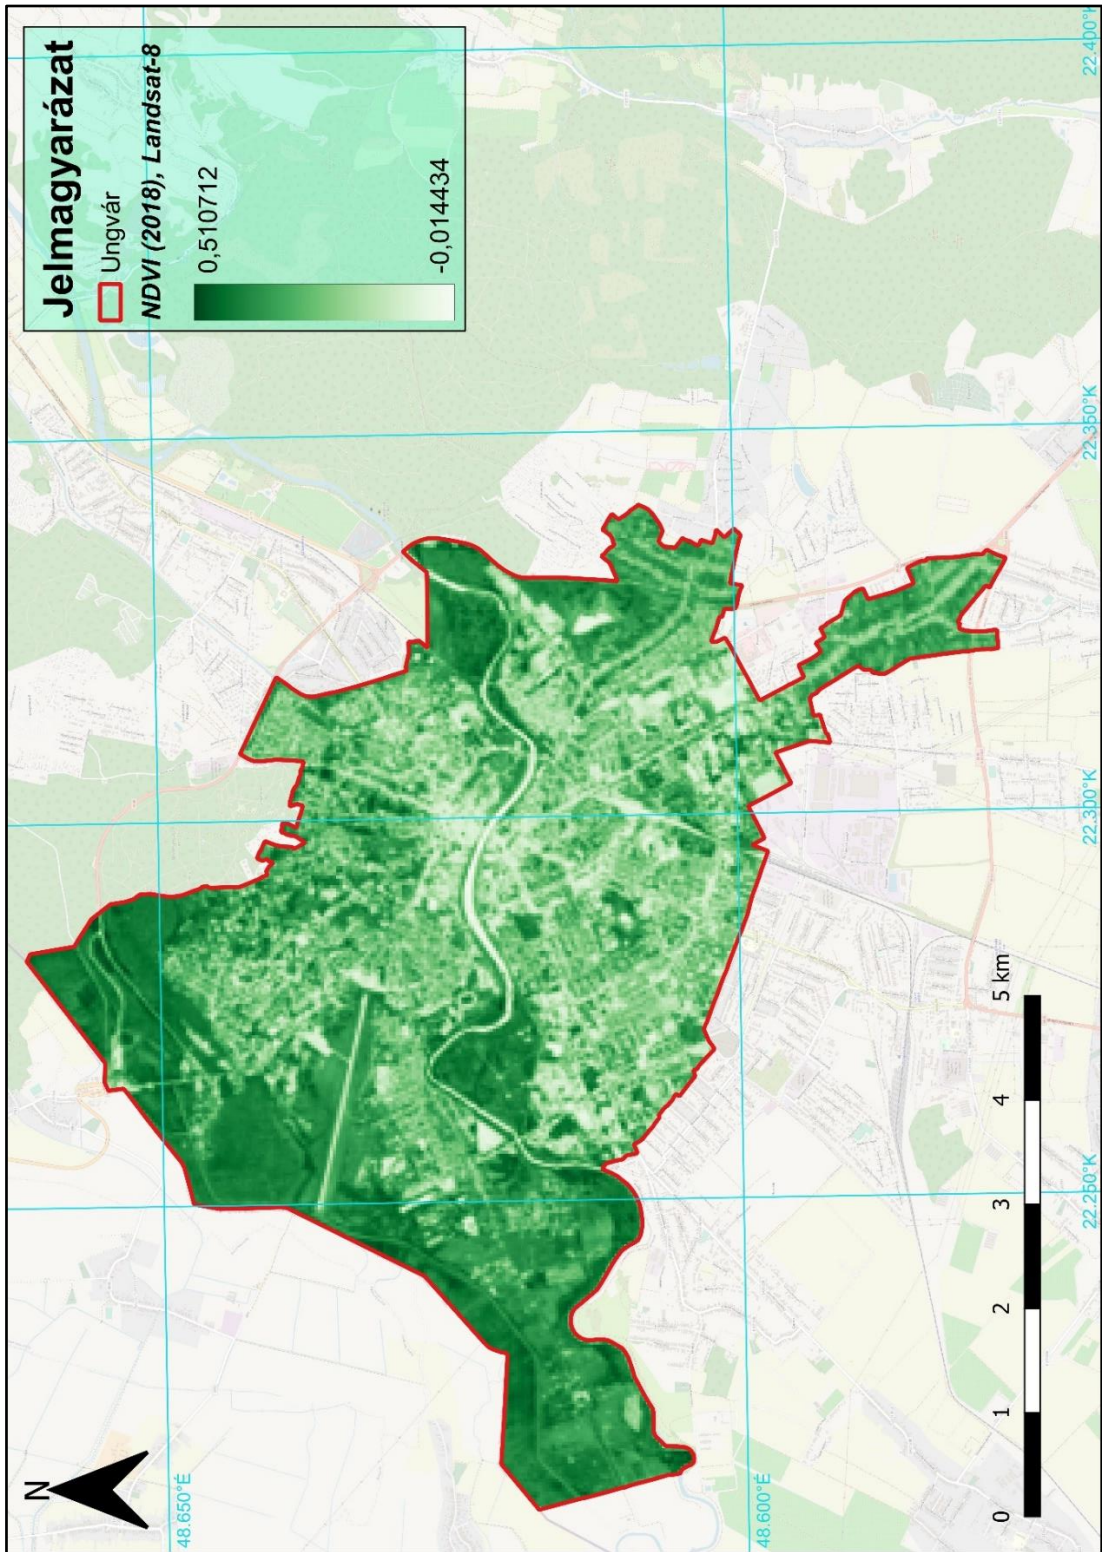 Jelmagyarázat
Ungvár
NDVI (2018), Landsat-8
0,510712
-0,014434
N
48.650°É
48.600°É
22.250°K
22.300°K
22.350°K
22.400°K
0 1 2 3 4 5 km